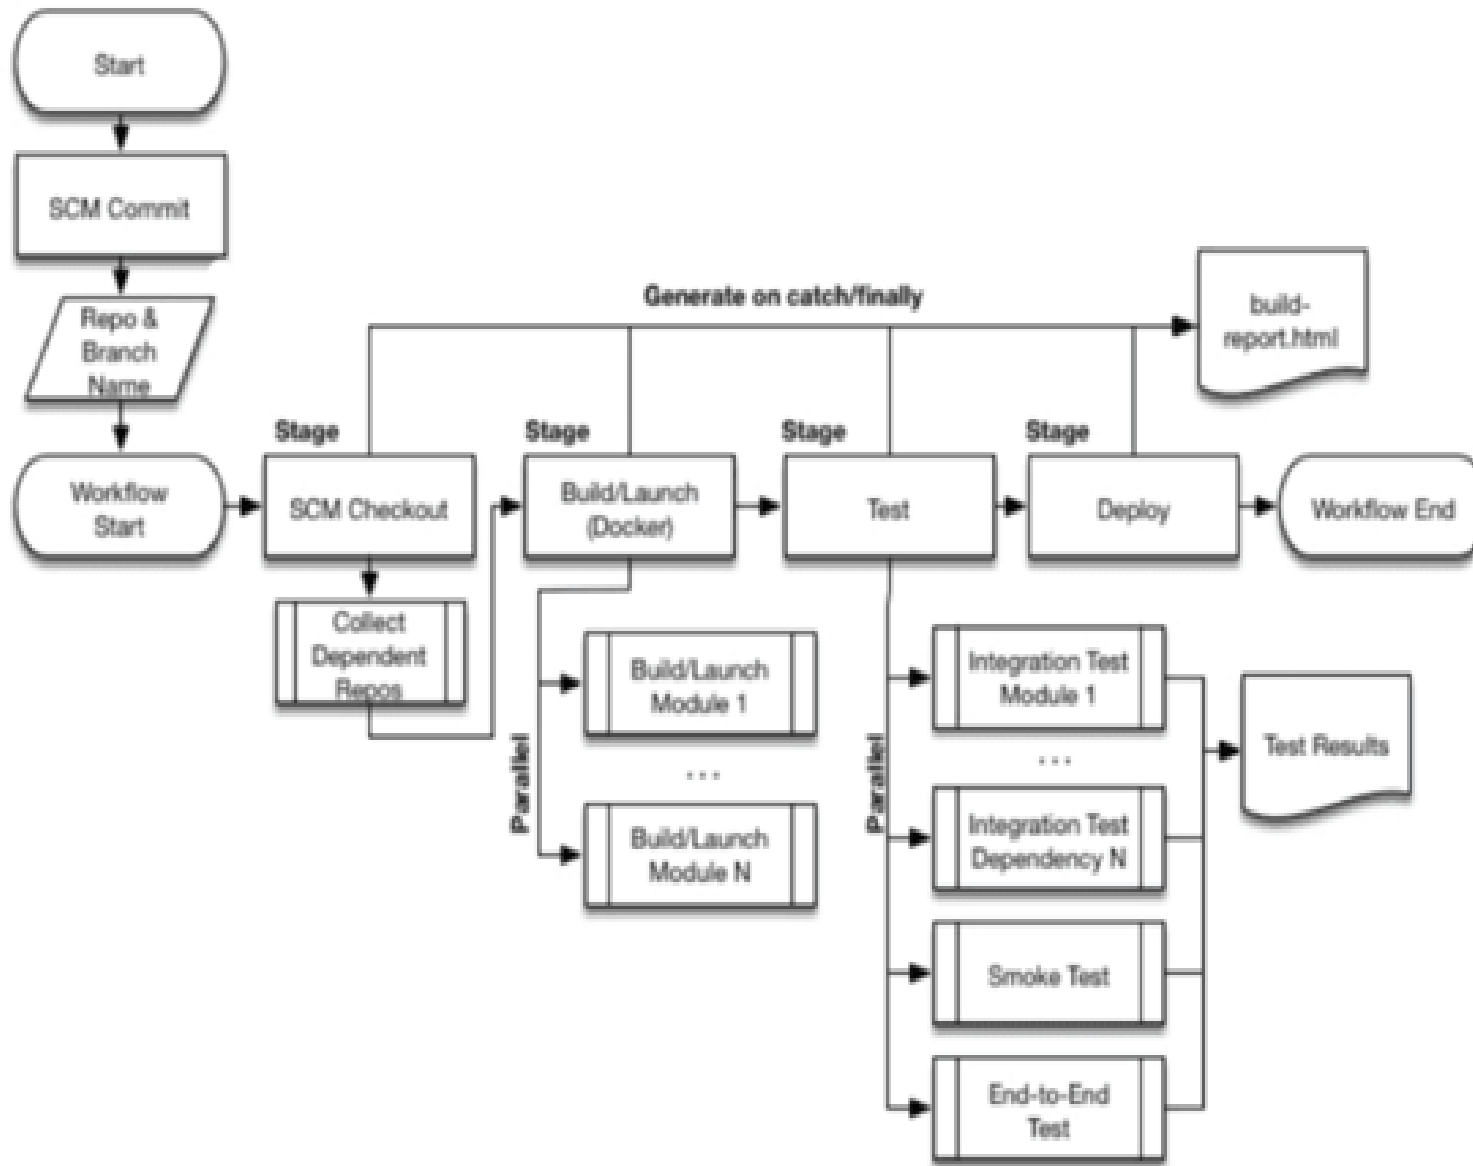 Start
SCM Commit
Repo &
Branch
Name
Generate on catch/finally
build-
report.html
Stage
Stage
Stage
Stage
Workflow
Start
SCM Checkout
Build/Launch
(Docker)
Test
Deploy
Workflow End
Collect
Dependent
Repos
Parallel
Build/Launch
Module 1
...
Build/Launch
Module N
Parallel
Integration Test
Module 1
...
Integration Test
Dependency N
Smoke Test
End-to-End
Test
Test Results